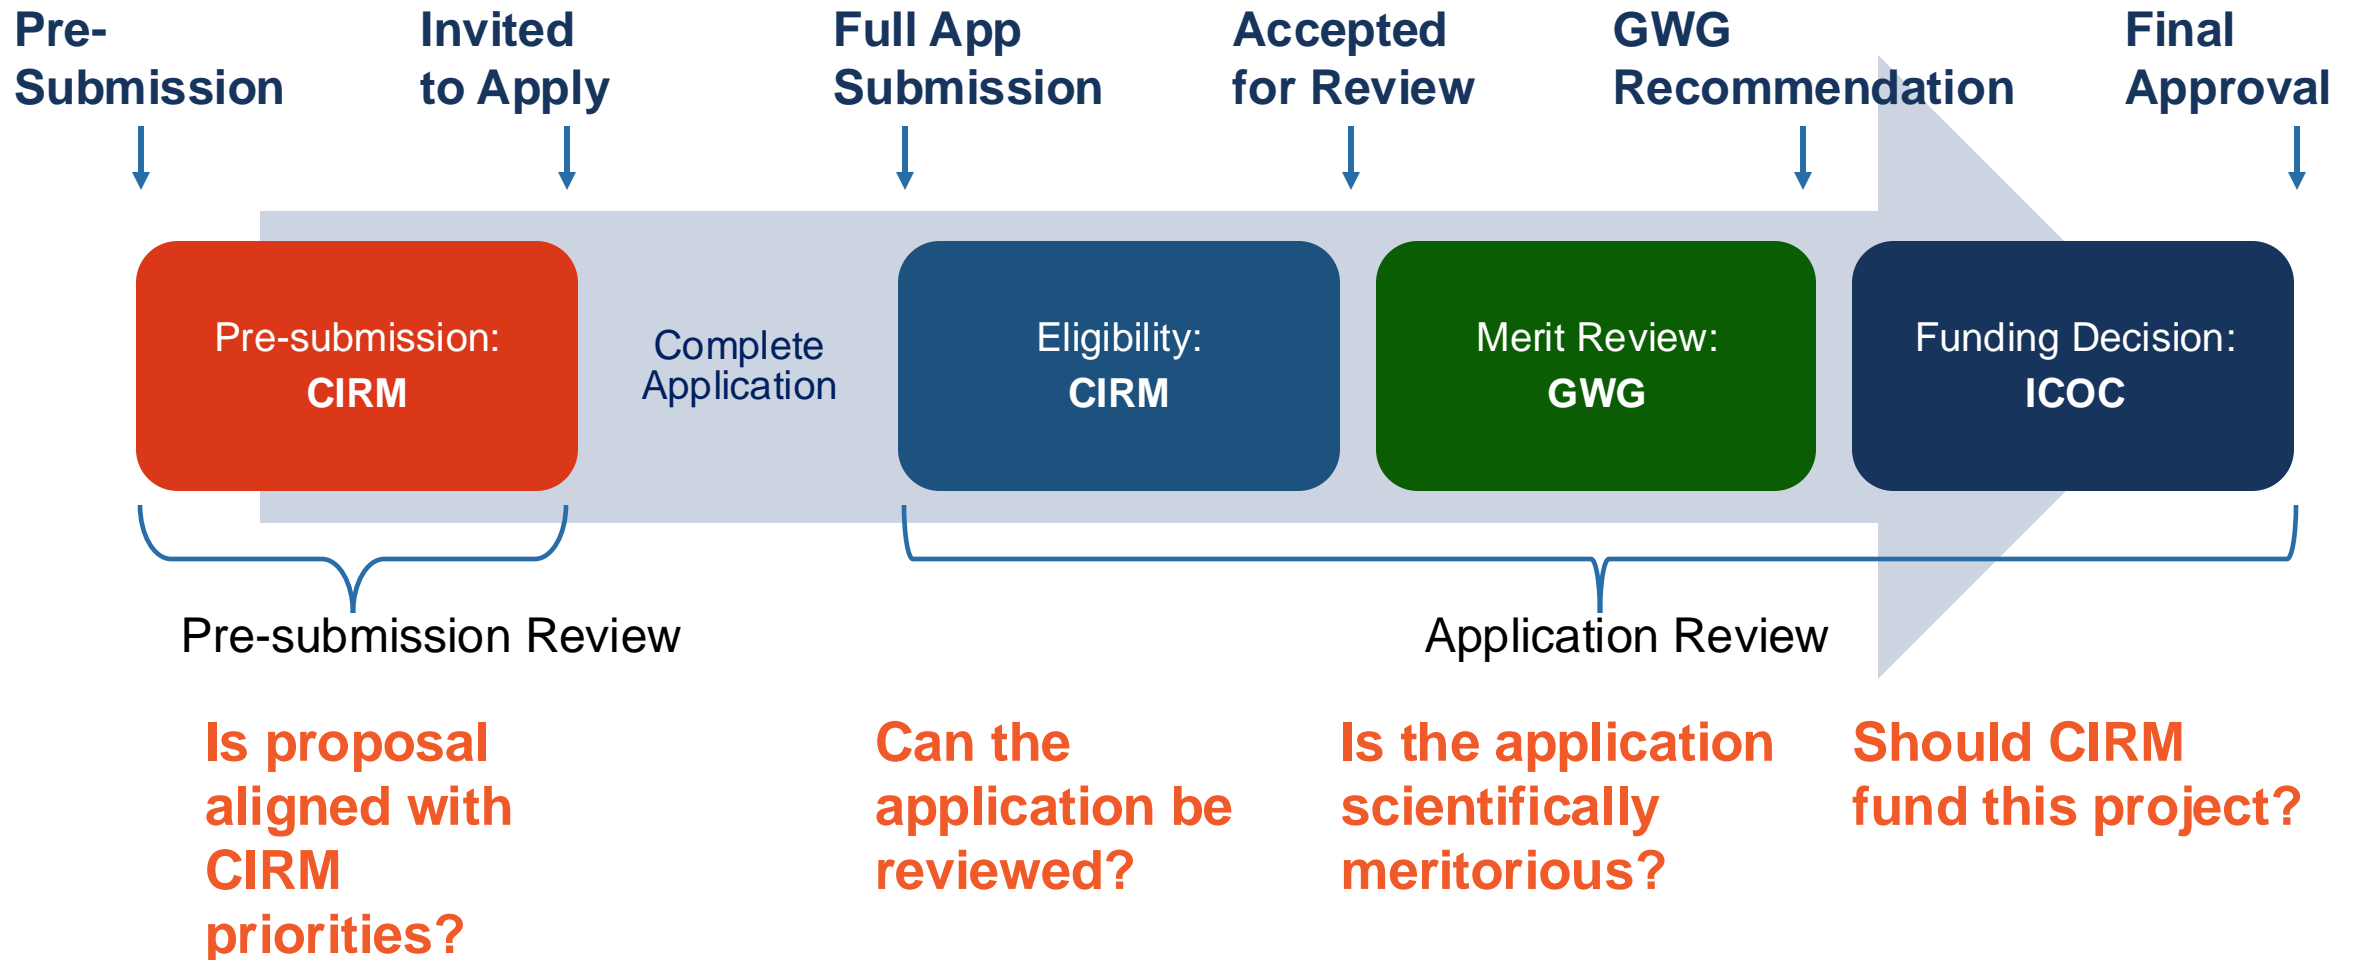 Pre-
Submission
Invited
to Apply
Full App
Submission
Accepted
for Review
GWG
Recommendation
Final
Approval
Pre-submission:
CIRM
Complete
Application
Eligibility:
CIRM
Merit Review:
GWG
Funding Decision:
ICOC
Pre-submission Review
Application Review
Is proposal
aligned with
CIRM
priorities?
Can the
application be
reviewed?
Is the application
scientifically
meritorious?
Should CIRM
fund this project?